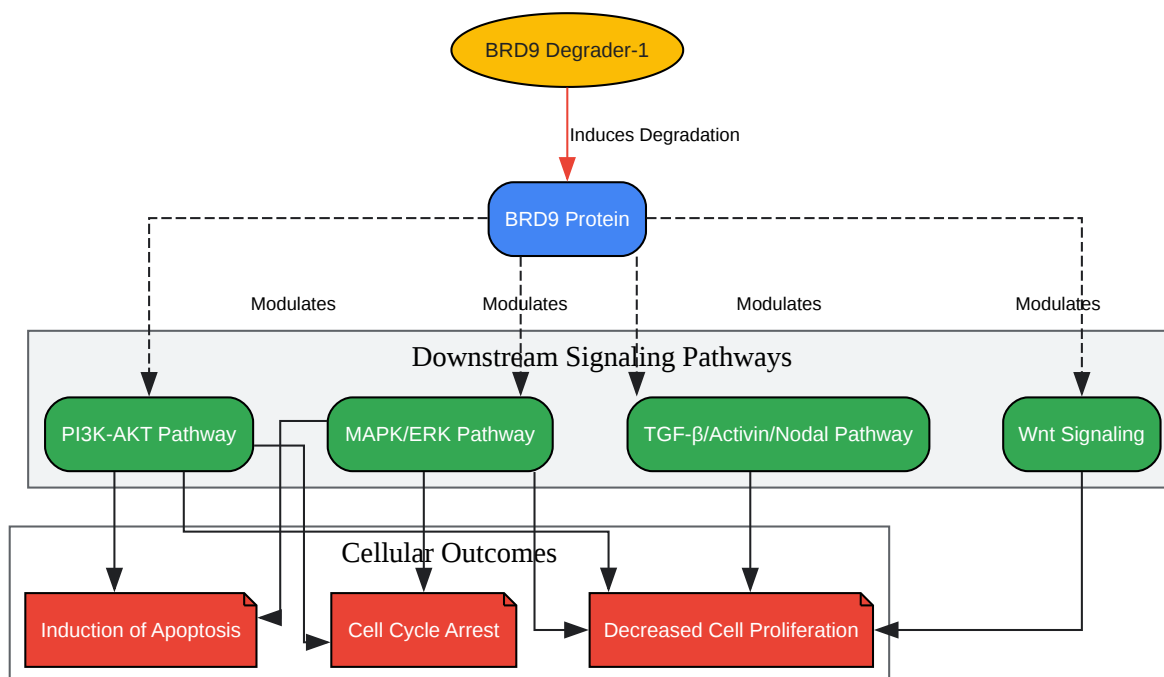 BRD9 Degrader-1
Induces Degradation
BRD9 Protein
Modulates
Modulates
Modulates
Modulates
Downstream Signaling Pathways
PI3K-AKT Pathway
MAPK/ERK Pathway
TGF-β/Activin/Nodal Pathway
Wnt Signaling
Cellular Outcomes
Induction of Apoptosis
Cell Cycle Arrest
Decreased Cell Proliferation